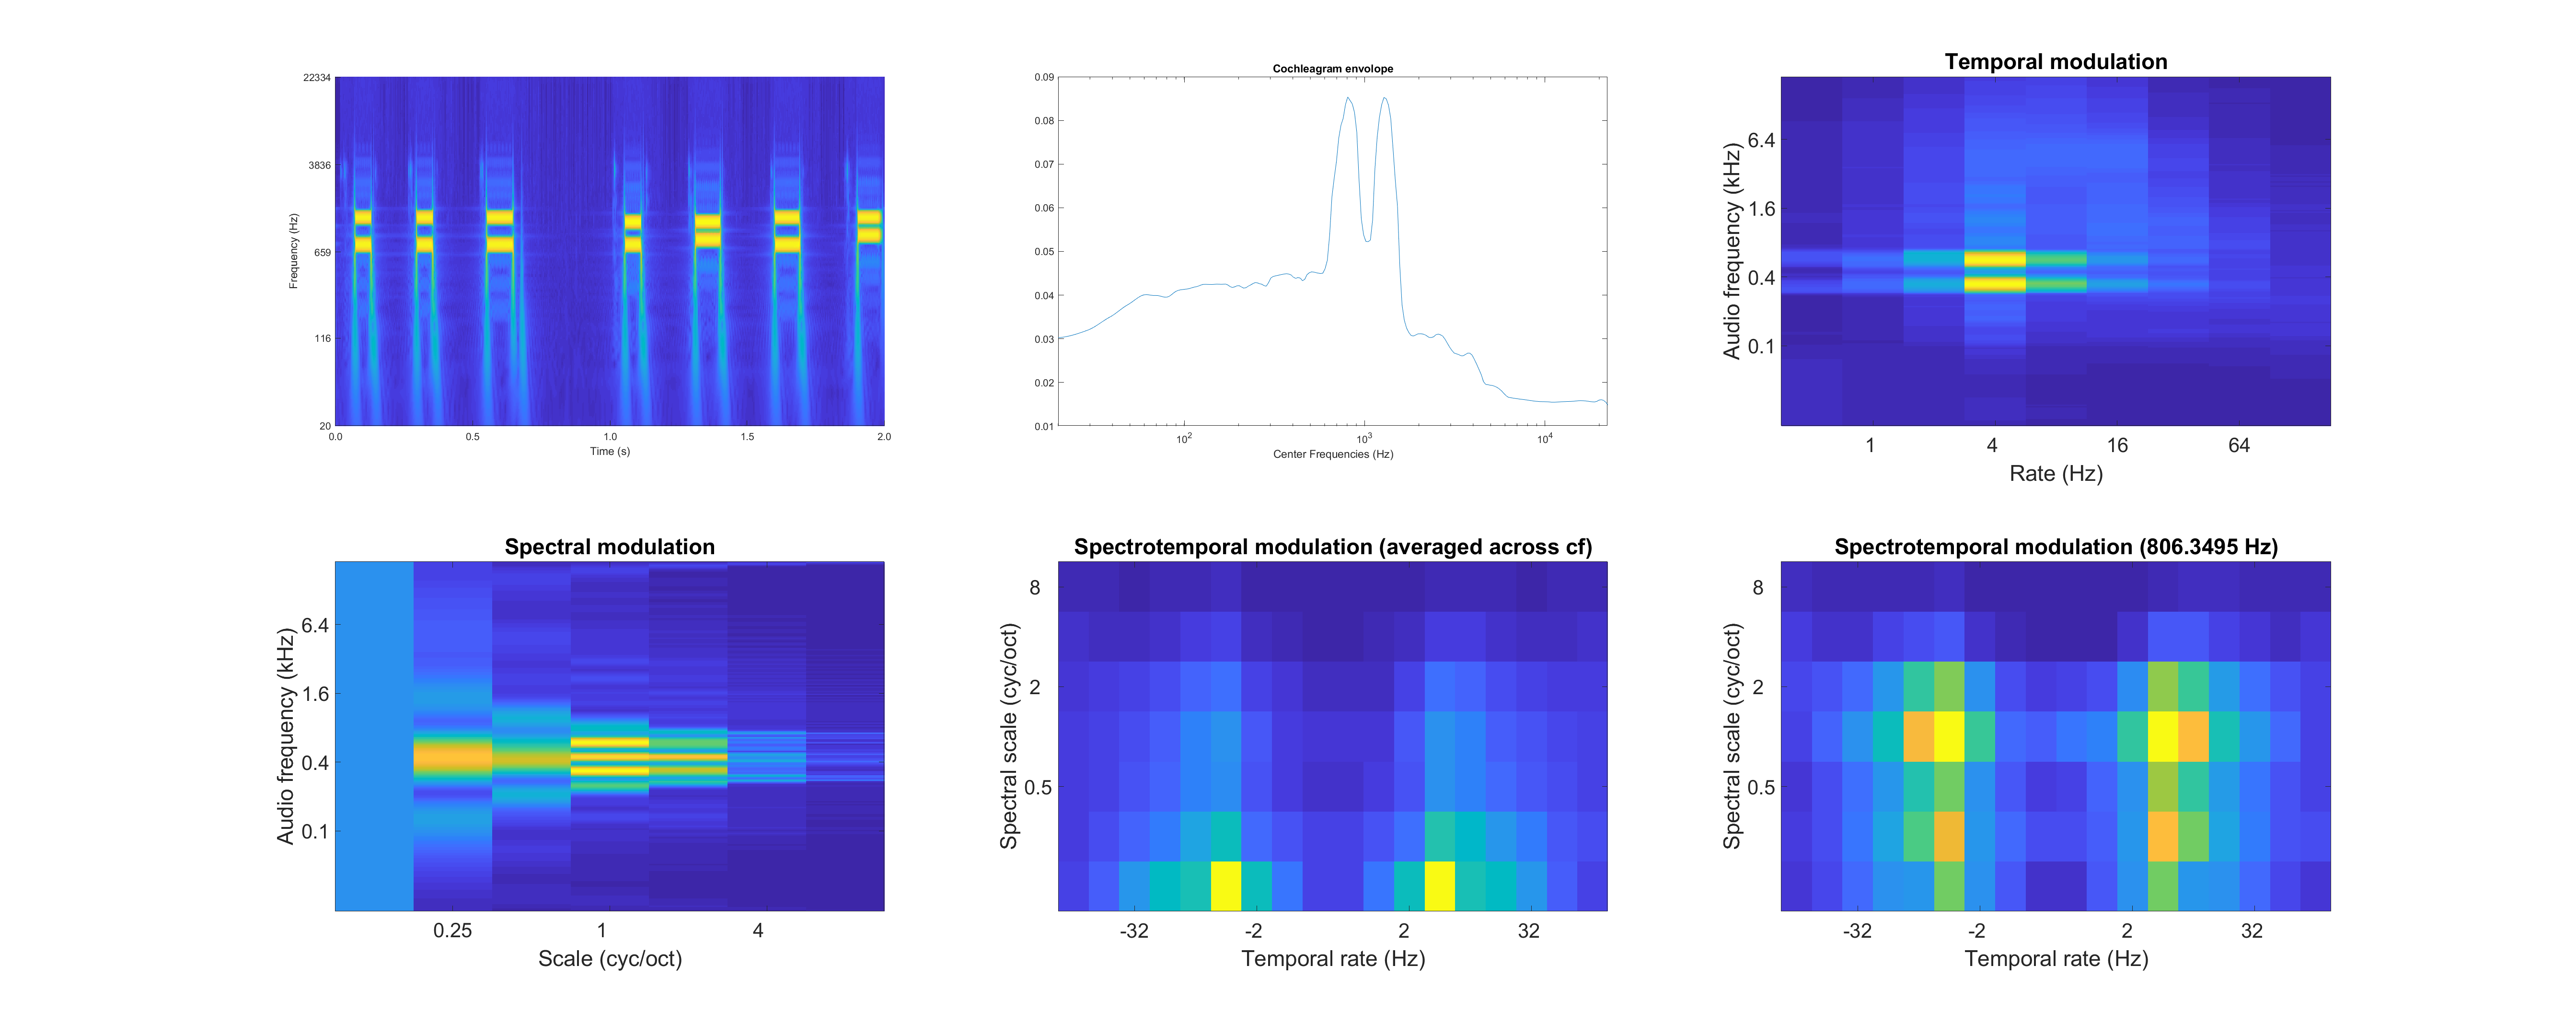 22334
3836
659
116
20
Frequency (Hz)
0.0 0.5 1.0 1.5 2.0
Time (s)
Cochleagram envolope
0.09
0.08
0.07
0.06
0.05
0.04
0.03
0.02
0.01
10² 10³ 10⁴
Center Frequencies (Hz)
Temporal modulation
6.4
1.6
0.4
0.1
Audio frequency (kHz)
1 4 16 64
Rate (Hz)
Spectral modulation
6.4
1.6
0.4
0.1
Audio frequency (kHz)
0.25 1 4
Scale (cyc/oct)
Spectrotemporal modulation (averaged across cf)
8
2
0.5
Spectral scale (cyc/oct)
-32 -2 2 32
Temporal rate (Hz)
Spectrotemporal modulation (806.3495 Hz)
8
2
0.5
Spectral scale (cyc/oct)
-32 -2 2 32
Temporal rate (Hz)